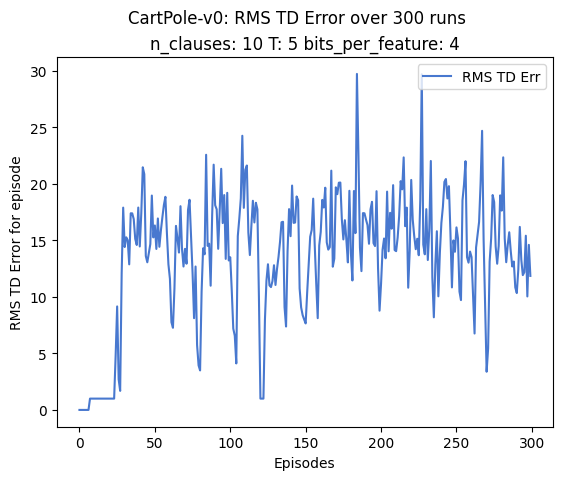 CartPole-v0: RMS TD Error over 300 runs
n_clauses: 10 T: 5 bits_per_feature: 4
RMS TD Err
RMS TD Error for episode
30
25
20
15
10
5
0
0 50 100 150 200 250 300
Episodes